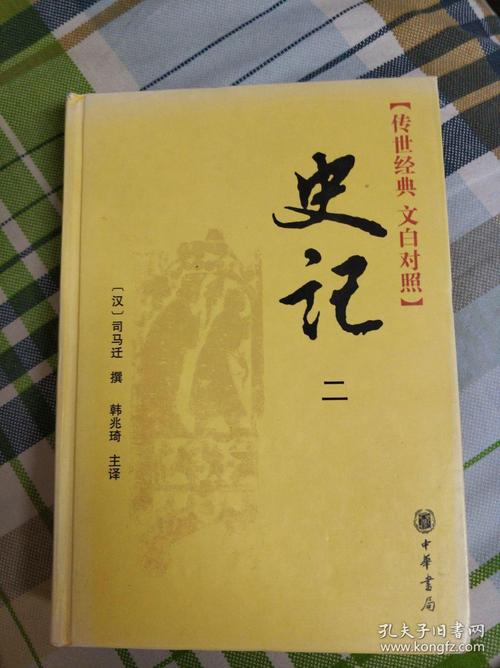 【传世经典 文白对照】
史记
二
〔汉〕司马迁 撰
韩兆琦 主译
中華書局
孔夫子旧书网
www.kongfz.com